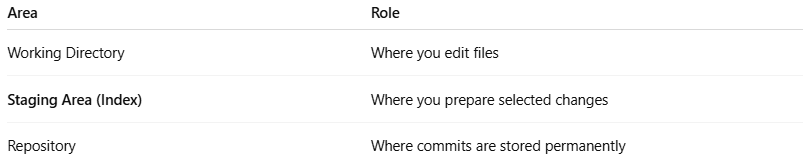 Area Role
Working Directory Where you edit files
Staging Area (Index) Where you prepare selected changes
Repository Where commits are stored permanently